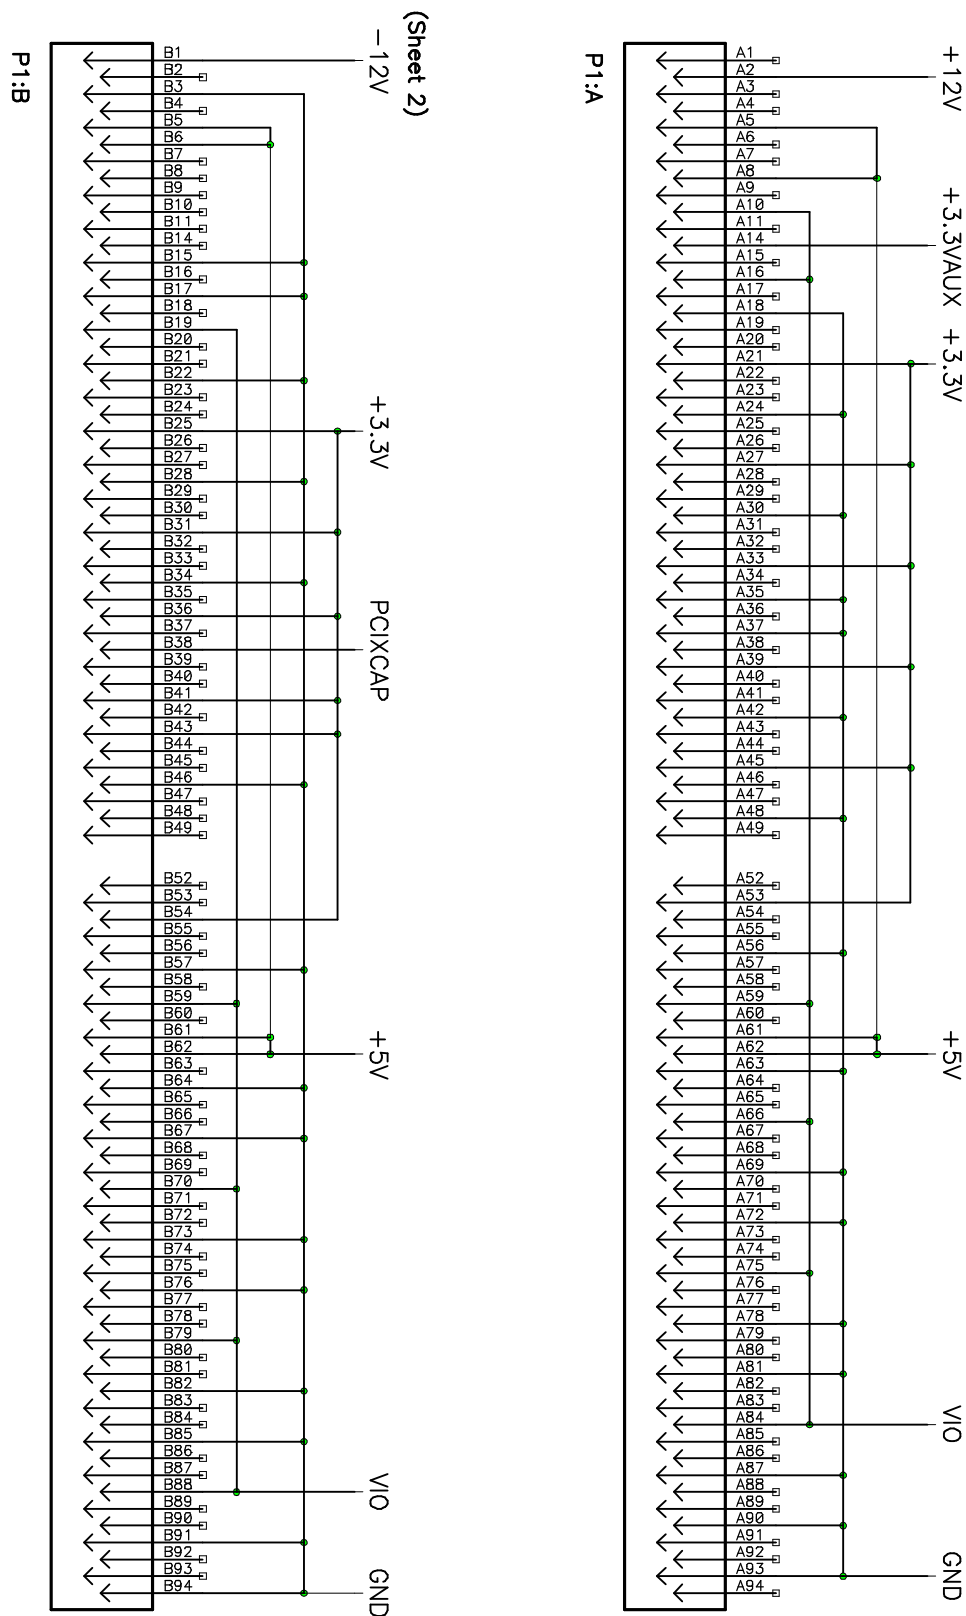 (Sheet 2)
P1:B
-12V
+3.3V
PCIXCAP
+5V
VIO
GND
B1
B2
B3
B4
B5
B6
B7
B8
B9
B10
B11
B14
B15
B16
B17
B18
B19
B20
B21
B22
B23
B24
B25
B26
B27
B28
B29
B30
B31
B32
B33
B34
B35
B36
B37
B38
B39
B40
B41
B42
B43
B44
B45
B46
B47
B48
B49
B52
B53
B54
B55
B56
B57
B58
B59
B60
B61
B62
B63
B64
B65
B66
B67
B68
B69
B70
B71
B72
B73
B74
B75
B76
B77
B78
B79
B80
B81
B82
B83
B84
B85
B86
B87
B88
B89
B90
B91
B92
B93
B94
P1:A
+12V
+3.3VAUX
+3.3V
+5V
VIO
GND
A1
A2
A3
A4
A5
A6
A7
A8
A9
A10
A11
A14
A15
A16
A17
A18
A19
A20
A21
A22
A23
A24
A25
A26
A27
A28
A29
A30
A31
A32
A33
A34
A35
A36
A37
A38
A39
A40
A41
A42
A43
A44
A45
A46
A47
A48
A49
A52
A53
A54
A55
A56
A57
A58
A59
A60
A61
A62
A63
A64
A65
A66
A67
A68
A69
A70
A71
A72
A73
A74
A75
A76
A77
A78
A79
A80
A81
A82
A83
A84
A85
A86
A87
A88
A89
A90
A91
A92
A93
A94